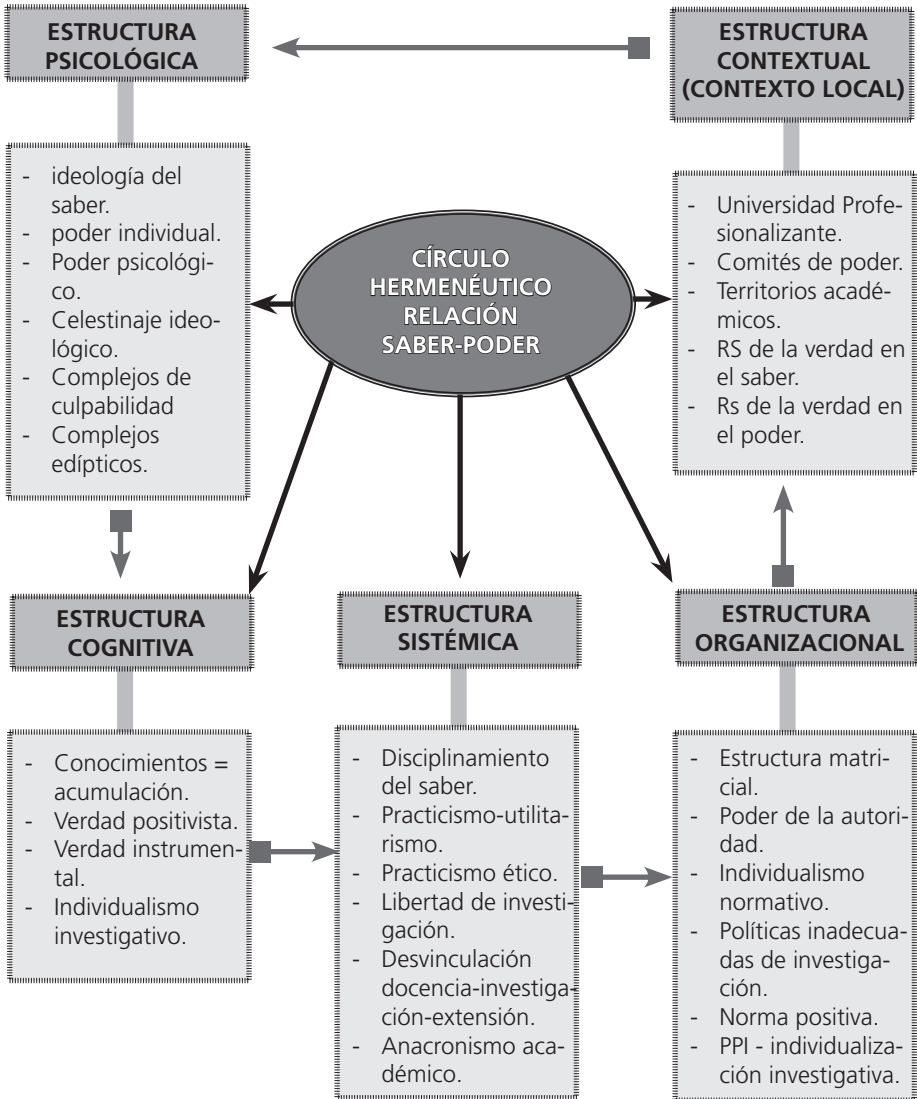 ESTRUCTURA
PSICOLÓGICA
ESTRUCTURA
CONTEXTUAL
(CONTEXTO LOCAL)
- ideología del
saber.
- poder individual.
- Poder psicológi-
co.
- Celestinaje ideo-
lógico.
- Complejos de
culpabilidad
- Complejos
edípticos.
CÍRCULO
HERMENÉUTICO
RELACIÓN
SABER-PODER
- Universidad Profe-
sionalizante.
- Comités de poder.
- Territorios acadé-
micos.
- RS de la verdad en
el saber.
- Rs de la verdad en
el poder.
ESTRUCTURA
COGNITIVA
ESTRUCTURA
SISTÉMICA
ESTRUCTURA
ORGANIZACIONAL
- Conocimientos =
acumulación.
- Verdad positivista.
- Verdad instrumen-
tal.
- Individualismo
investigativo.
- Disciplinamiento
del saber.
- Practicismo-utilita-
rismo.
- Practicismo ético.
- Libertad de investi-
gación.
- Desvinculación
docencia-investiga-
ción-extensión.
- Anacronismo aca-
démico.
- Estructura matri-
cial.
- Poder de la autori-
dad.
- Individualismo
normativo.
- Políticas inadecua-
das de investiga-
ción.
- Norma positiva.
- PPI - individualiza-
ción investigativa.